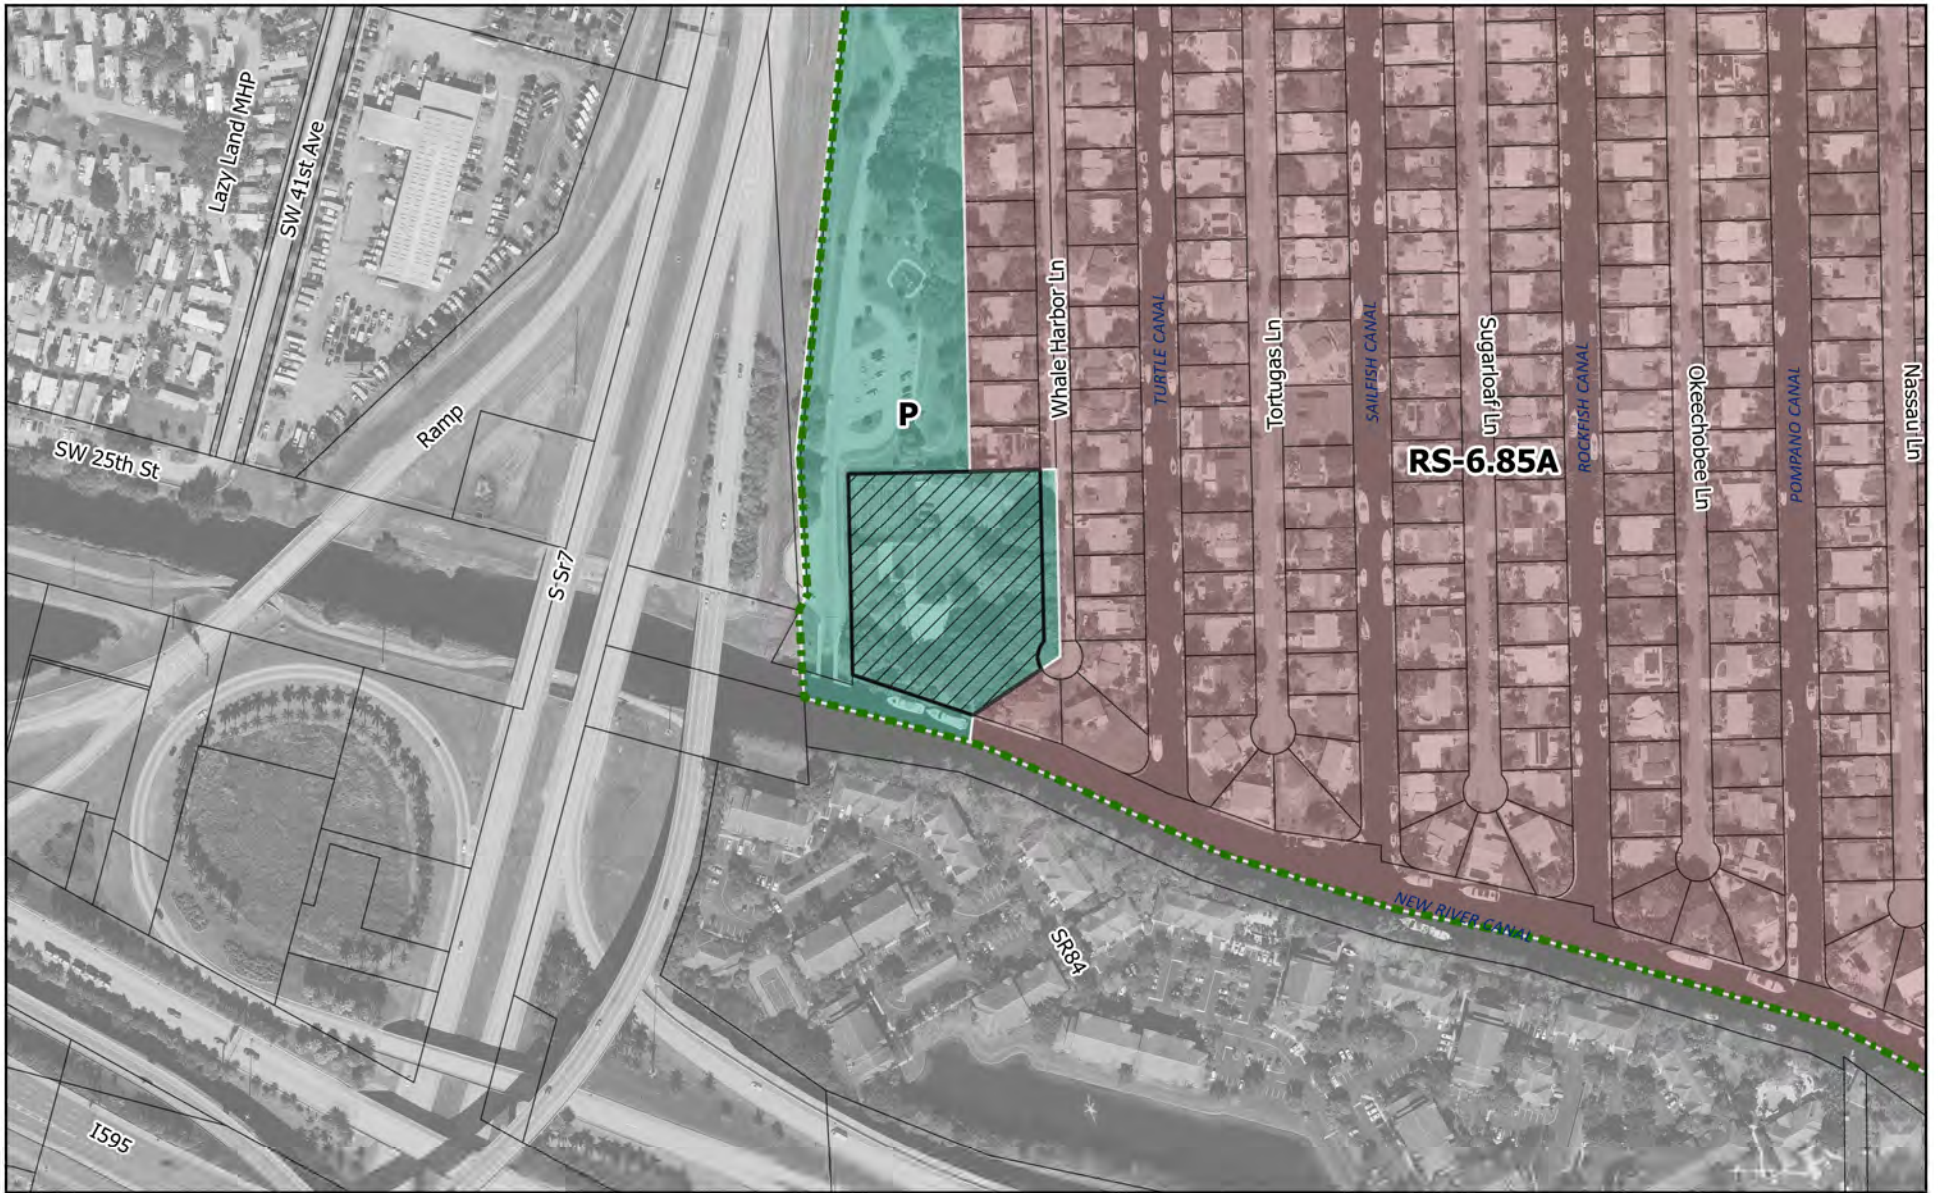 Lazy Land MHP
SW 41st Ave
Ramp
SW 25th St
S Sr7
P
Whale Harbor Ln
TURTLE CANAL
Tortugas Ln
SAILFISH CANAL
Sugarloaf Ln
RS-6.85A
ROCKFISH CANAL
Okeechobee Ln
POMPANO CANAL
Nassau Ln
NEW RIVER CANAL
SR84
I595